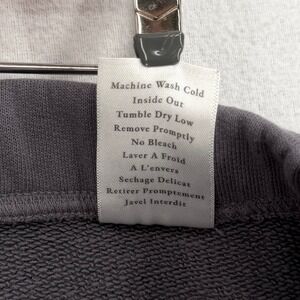 Machine Wash Cold
Inside Out
Tumble Dry Low
Remove Promptly
No Bleach
Laver A Froid
A L'envers
Sechage Delicat
Retirer Promptement
Javel Interdit